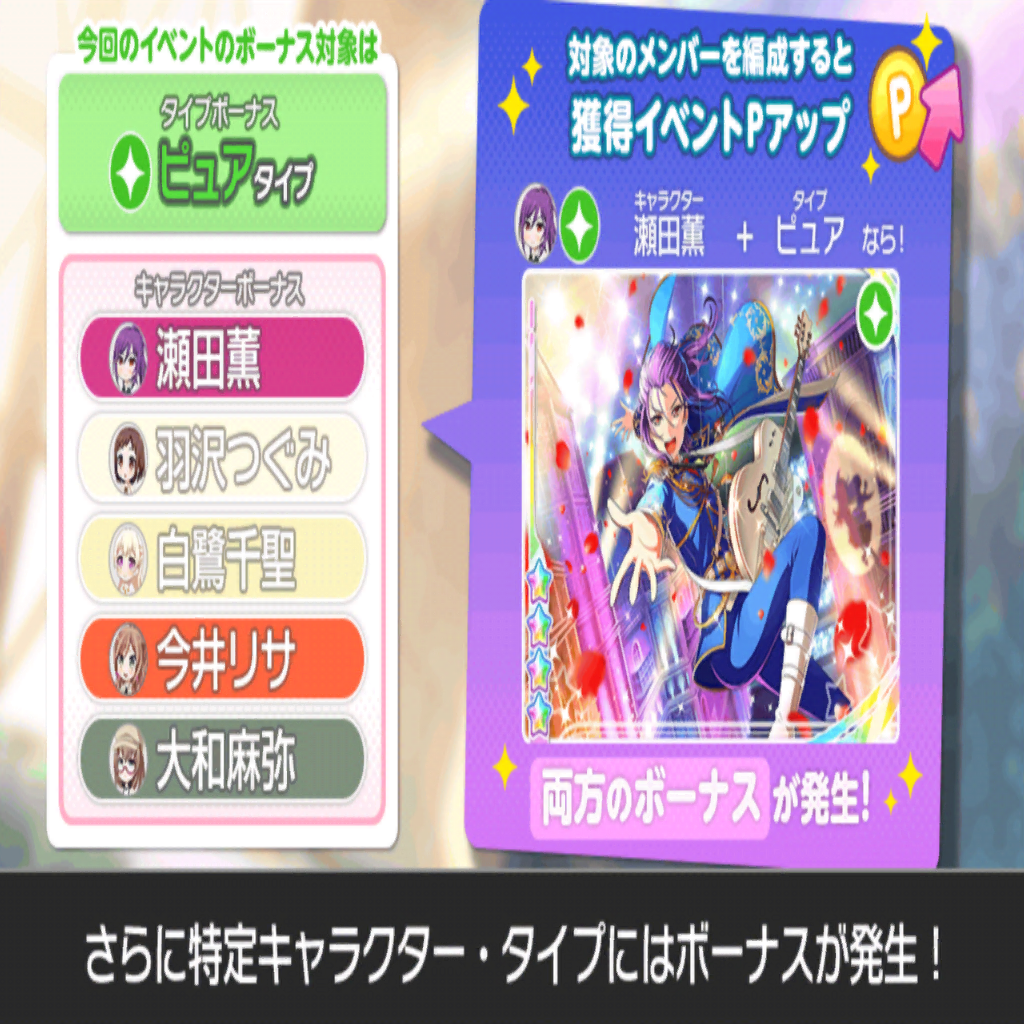 今回のイベントのボーナス対象は
タイプボーナス
ピュアタイプ
キャラクターボーナス
瀬田薫
羽沢つぐみ
白鷺千聖
今井リサ
大和麻弥
対象のメンバーを編成すると
獲得イベントPアップ
P
キャラクター タイプ
瀬田薫 + ピュア なら!
両方のボーナスが発生!
さらに特定キャラクター・タイプにはボーナスが発生！